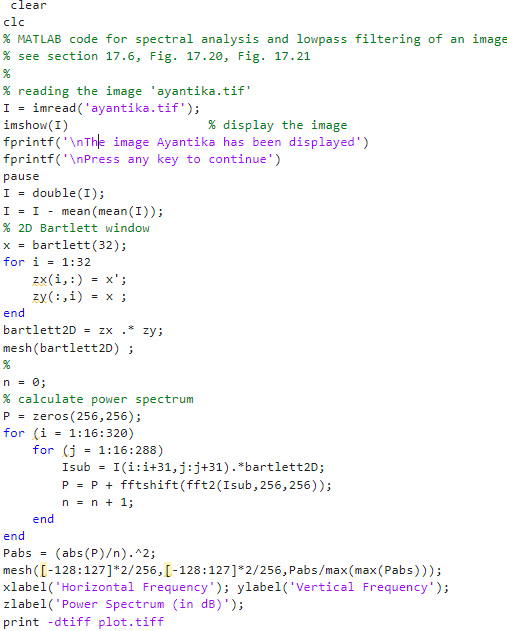 clear
clc
% MATLAB code for spectral analysis and lowpass filtering of an image
% see section 17.6, Fig. 17.20, Fig. 17.21
%
% reading the image 'ayantika.tif'
I = imread('ayantika.tif');
imshow(I)                   % display the image
fprintf('\nThe image Ayantika has been displayed')
fprintf('\nPress any key to continue')
pause
I = double(I);
I = I - mean(mean(I));
% 2D Bartlett window
x = bartlett(32);
for i = 1:32
    zx(i,:) = x';
    zy(:,i) = x ;
end
bartlett2D = zx .* zy;
mesh(bartlett2D) ;
%
n = 0;
% calculate power spectrum
P = zeros(256,256);
for (i = 1:16:320)
    for (j = 1:16:288)
        Isub = I(i:i+31,j:j+31).*bartlett2D;
        P = P + fftshift(fft2(Isub,256,256));
        n = n + 1;
    end
end
Pabs = (abs(P)/n).^2;
mesh([-128:127]*2/256,[-128:127]*2/256,Pabs/max(max(Pabs)));
xlabel('Horizontal Frequency'); ylabel('Vertical Frequency');
zlabel('Power Spectrum (in dB)');
print -dtiff plot.tiff